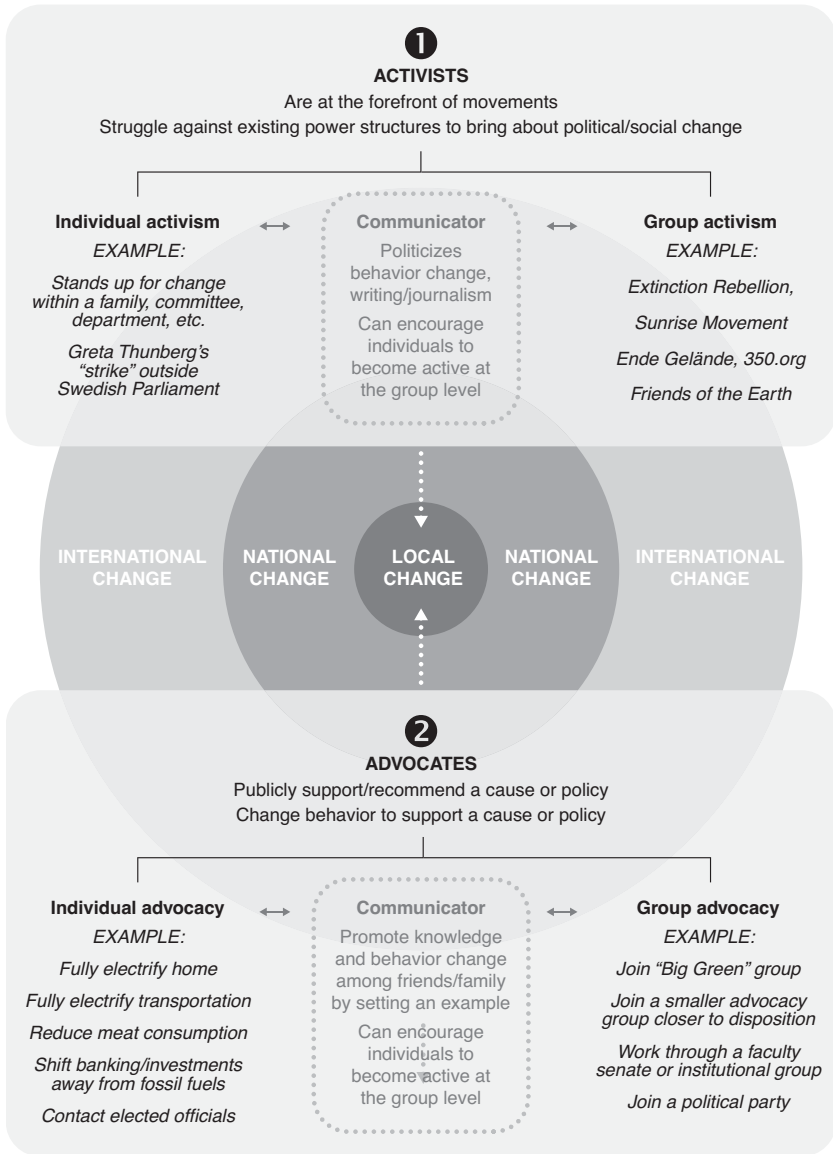 1
ACTIVISTS
Are at the forefront of movements
Struggle against existing power structures to bring about political/social change
Individual activism
EXAMPLE:
Stands up for change
within a family, committee,
department, etc.
Greta Thunberg's
“strike” outside
Swedish Parliament
Communicator
Politicizes
behavior change,
writing/journalism
Can encourage
individuals to
become active at
the group level
Group activism
EXAMPLE:
Extinction Rebellion,
Sunrise Movement
Ende Gelände, 350.org
Friends of the Earth
INTERNATIONAL
CHANGE
NATIONAL
CHANGE
LOCAL
CHANGE
NATIONAL
CHANGE
INTERNATIONAL
CHANGE
2
ADVOCATES
Publicly support/recommend a cause or policy
Change behavior to support a cause or policy
Individual advocacy
EXAMPLE:
Fully electrify home
Fully electrify transportation
Reduce meat consumption
Shift banking/investments
away from fossil fuels
Contact elected officials
Communicator
Promote knowledge
and behavior change
among friends/family
by setting an example
Can encourage
individuals to
become active at
the group level
Group advocacy
EXAMPLE:
Join “Big Green” group
Join a smaller advocacy
group closer to disposition
Work through a faculty
senate or institutional group
Join a political party